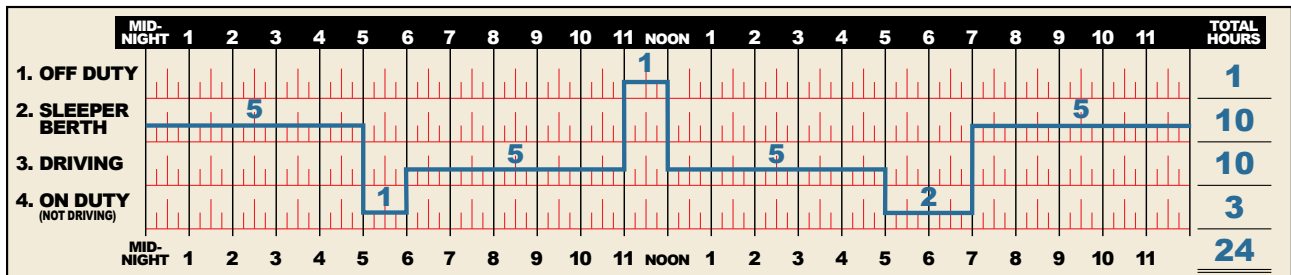 MID-NIGHT 1 2 3 4 5 6 7 8 9 10 11 NOON 1 2 3 4 5 6 7 8 9 10 11 TOTAL HOURS
1. OFF DUTY 1 1
2. SLEEPER BERTH 5 5 10
3. DRIVING 5 5 10
4. ON DUTY (NOT DRIVING) 1 2 3
MID-NIGHT 1 2 3 4 5 6 7 8 9 10 11 NOON 1 2 3 4 5 6 7 8 9 10 11 24